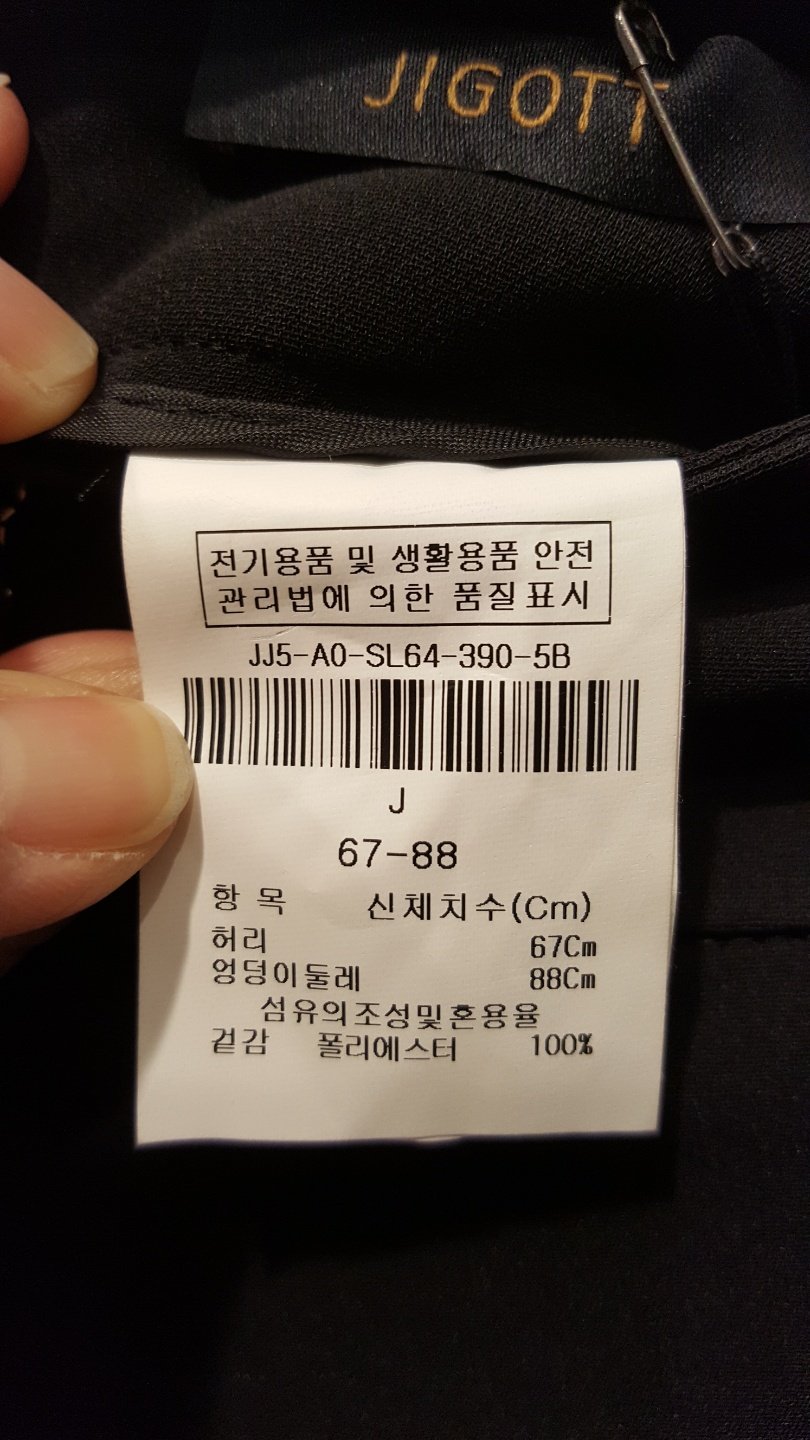 JIGOTT
전기용품 및 생활용품 안전
관리법에 의한 품질표시
JJ5-A0-SL64-390-5B
J
67-88
항 목 신체치수(Cm)
허리 67Cm
엉덩이둘레 88Cm
섬유의조성및혼용율
겉감 폴리에스터 100%